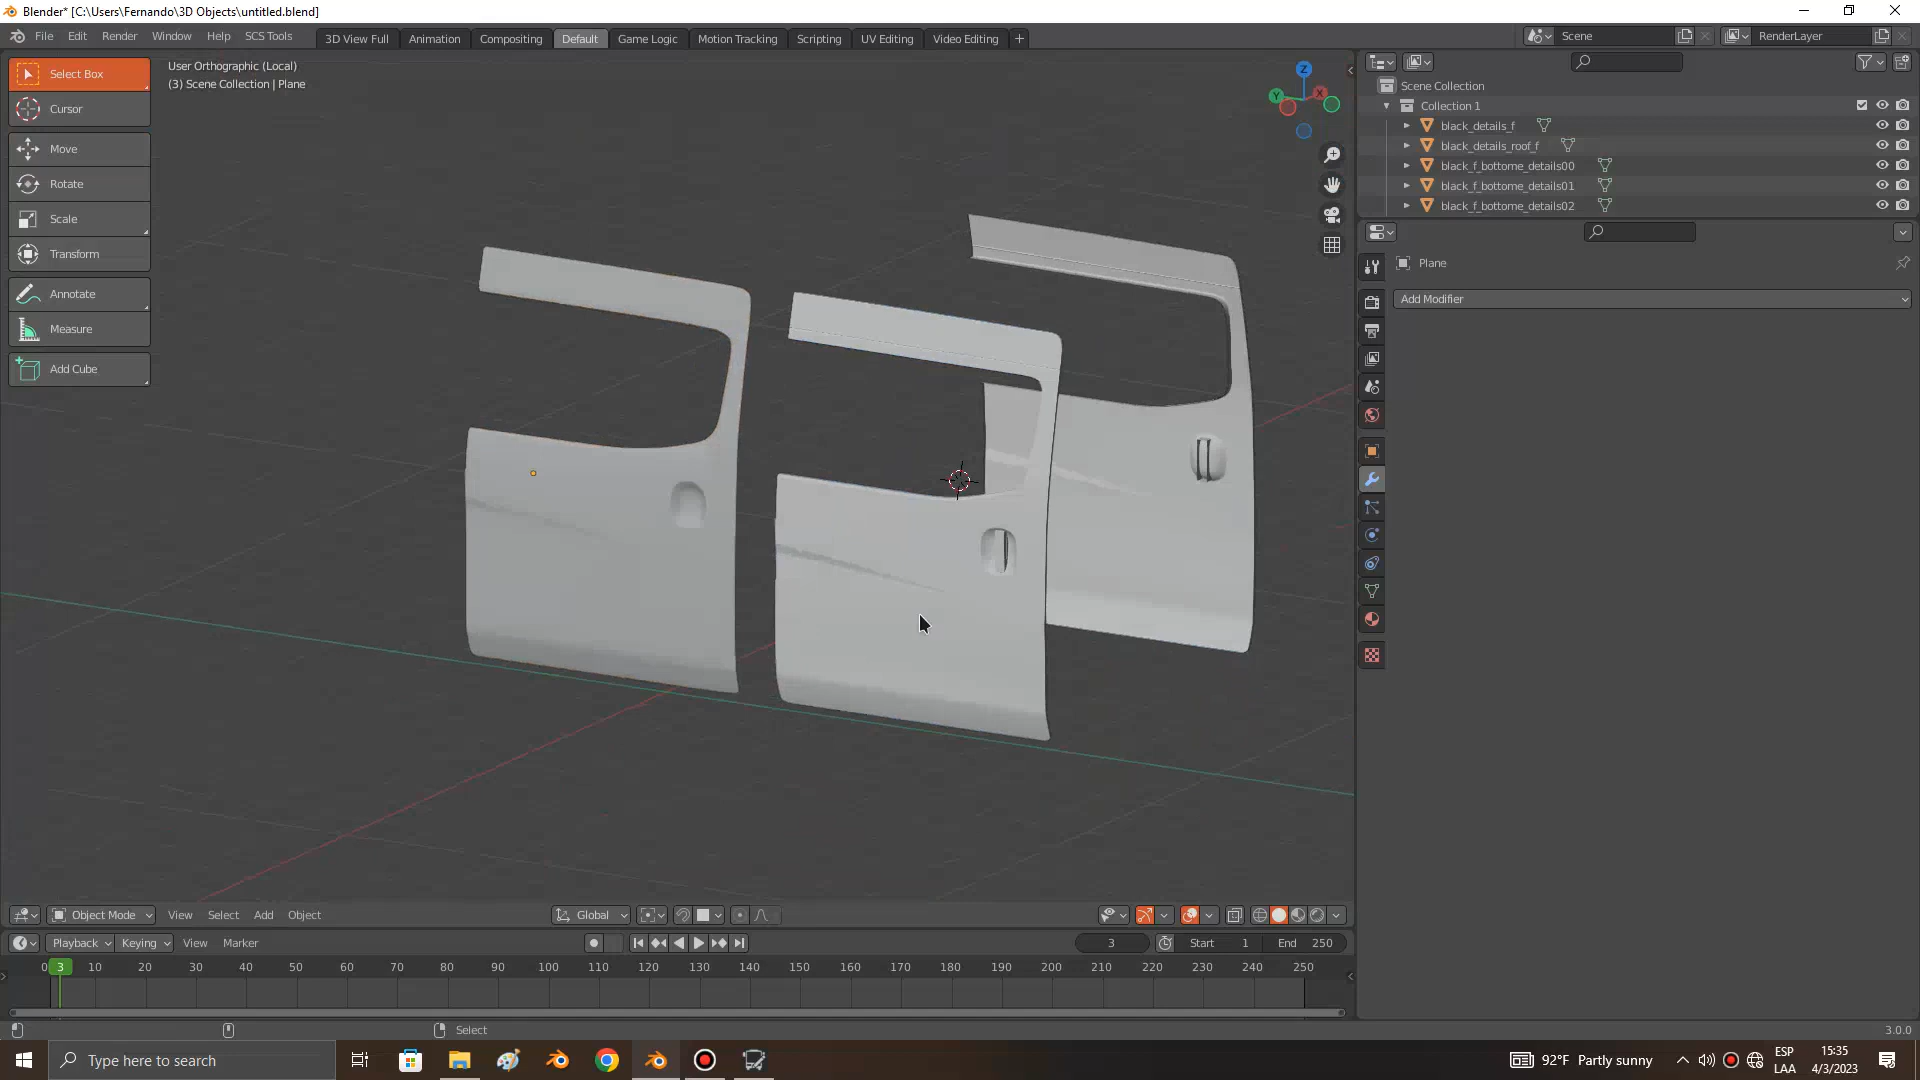 Blender* [C:\Users\Fernando\3D Objects\untitled.blend]
File Edit Render Window Help SCS Tools 3D View Full Animation Compositing Default Game Logic Motion Tracking Scripting UV Editing Video Editing + Scene RenderLayer
Select Box
Cursor
Move
Rotate
Scale
Transform
Annotate
Measure
Add Cube
User Orthographic (Local)
(3) Scene Collection | Plane
Z
Y
X
Scene Collection
Collection 1
black_details_f
black_details_roof_f
black_f_bottome_details00
black_f_bottome_details01
black_f_bottome_details02
Plane
Add Modifier
Object Mode View Select Add Object Global
Playback Keying View Marker 3 Start 1 End 250
0 3 10 20 30 40 50 60 70 80 90 100 110 120 130 140 150 160 170 180 190 200 210 220 230 240 250
Select 3.0.0
Type here to search
92°F Partly sunny
ESP
LAA
15:35
4/3/2023